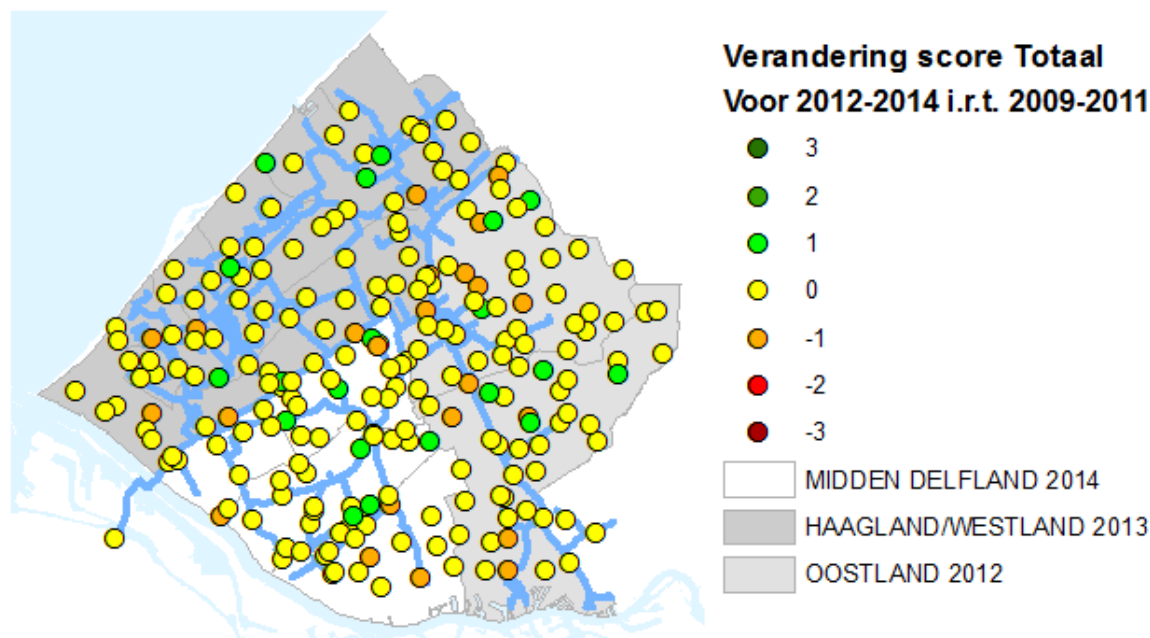 Verandering score Totaal
Voor 2012-2014 i.r.t. 2009-2011
3
2
1
0
-1
-2
-3
MIDDEN DELFLAND 2014
HAAGLAND/WESTLAND 2013
OOSTLAND 2012